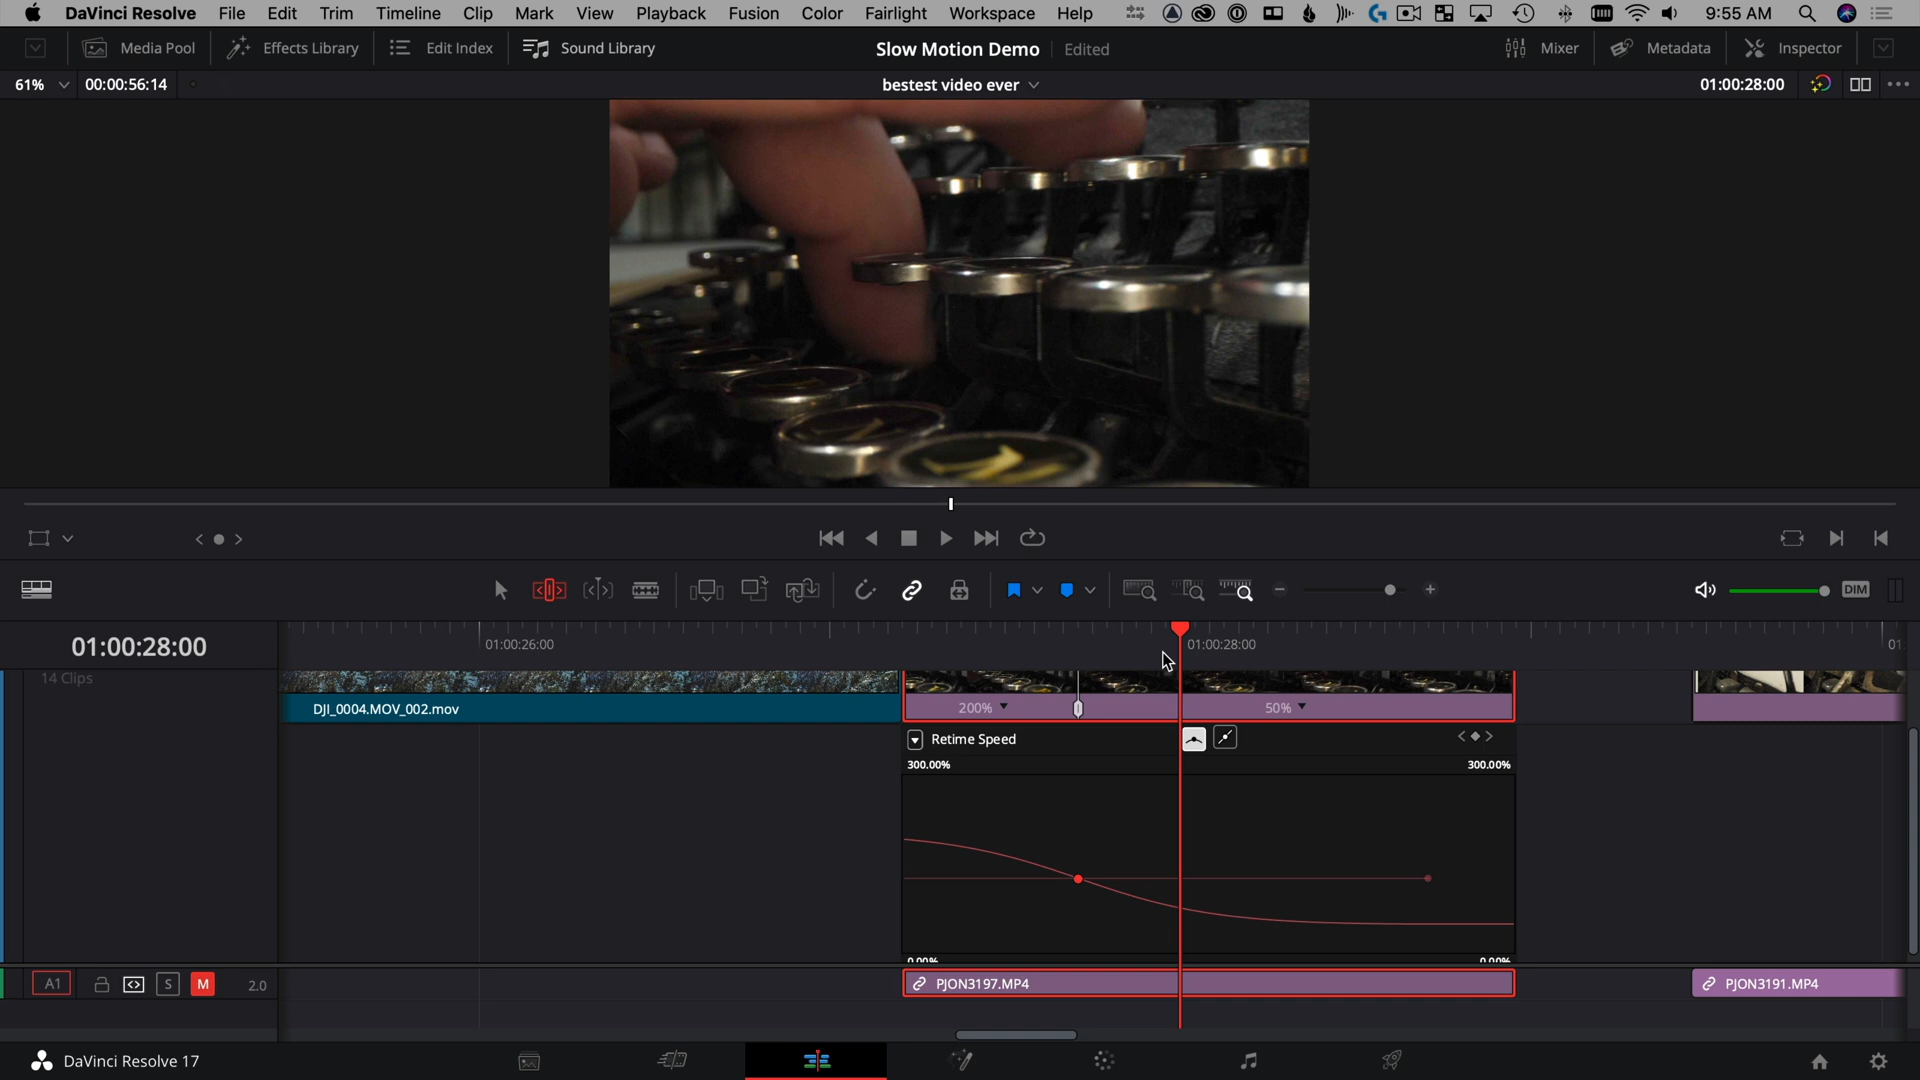 DaVinci Resolve File Edit Trim Timeline Clip Mark View Playback Fusion Color Fairlight Workspace Help 9:55 AM
Media Pool Effects Library Edit Index Sound Library Slow Motion Demo Edited Mixer Metadata Inspector
61% 00:00:56:14 bestest video ever 01:00:28:00
DIM
01:00:28:00 01:00:26:00 01:00:28:00 01:
14 Clips
DJI_0004.MOV_002.mov 200% 50%
Retime Speed
300.00% 300.00%
0.00% 0.00%
A1 S M 2.0 PJON3197.MP4 PJON3191.MP4
DaVinci Resolve 17